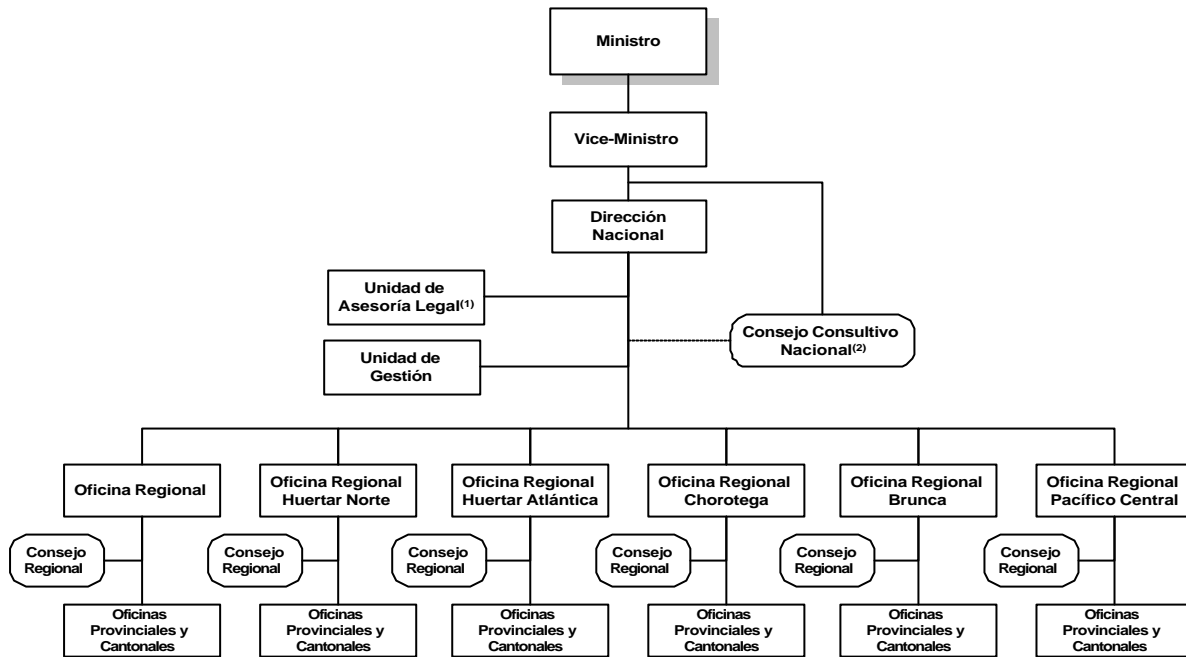 Ministro
Vice-Ministro
Dirección
Nacional
Unidad de
Asesoría Legal(1)
Consejo Consultivo
Nacional(2)
Unidad de
Gestión
Oficina Regional
Oficina Regional
Huertar Norte
Oficina Regional
Huertar Atlántica
Oficina Regional
Chorotega
Oficina Regional
Brunca
Oficina Regional
Pacífico Central
Consejo
Regional
Consejo
Regional
Consejo
Regional
Consejo
Regional
Consejo
Regional
Consejo
Regional
Oficinas
Provinciales y
Cantonales
Oficinas
Provinciales y
Cantonales
Oficinas
Provinciales y
Cantonales
Oficinas
Provinciales y
Cantonales
Oficinas
Provinciales y
Cantonales
Oficinas
Provinciales y
Cantonales